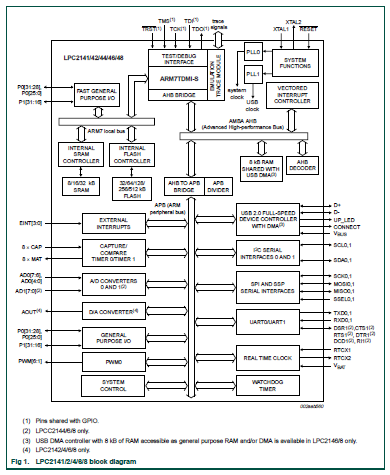 TMS(1) TDI(1) trace
TRST(1) TCK(1) TDO(1) signals
XTAL2
XTAL1 RESET
LPC2141/42/44/46/48
TEST/DEBUG
INTERFACE
ARM7TDMI-S
AHB BRIDGE
EMULATION
TRACE MODULE
PLL0
PLL1
system
clock
USB
clock
SYSTEM
FUNCTIONS
VECTORED
INTERRUPT
CONTROLLER
P0[31:28],
P0[25:0]
P1[31:16]
FAST GENERAL
PURPOSE I/O
ARM7 local bus
AMBA AHB
(Advanced High-performance Bus)
INTERNAL
SRAM
CONTROLLER
INTERNAL
FLASH
CONTROLLER
8/16/32 kB
SRAM
32/64/128/
256/512 kB
FLASH
AHB TO APB
BRIDGE
APB
DIVIDER
8 kB RAM
SHARED WITH
USB DMA(3)
AHB
DECODER
APB (ARM
peripheral bus)
EINT[3:0]
EXTERNAL
INTERRUPTS
USB 2.0 FULL-SPEED
DEVICE CONTROLLER
WITH DMA(3)
D+
D-
UP_LED
CONNECT
VBUS
8 × CAP
8 × MAT
CAPTURE/
COMPARE
TIMER 0/TIMER 1
I2C SERIAL
INTERFACES 0 AND 1
SCL0,1
SDA0,1
AD0[7:6],
AD0[4:0]
AD1[7:0](2)
A/D CONVERTERS
0 AND 1(2)
SPI AND SSP
SERIAL INTERFACES
SCK0,1
MOSI0,1
MISO0,1
SSEL0,1
AOUT(4)
D/A CONVERTER(4)
UART0/UART1
TXD0,1
RXD0,1
DSR1(2),CTS1(2)
RTS1(2), DTR1(2)
DCD1(2), RI1(2)
P0[31:28],
P0[25:0]
P1[31:16]
GENERAL
PURPOSE I/O
PWM[6:1]
PWM0
REAL TIME CLOCK
RTCX1
RTCX2
VBAT
SYSTEM
CONTROL
WATCHDOG
TIMER
(1) Pins shared with GPIO.
(2) LPCC2144/6/8 only.
(3) USB DMA controller with 8 kB of RAM accessible as general purpose RAM and/or DMA is available in LPC2146/8 only.
(4) LPC2142/4/6/8 only.
Fig 1. LPC2141/2/4/6/8 block diagram